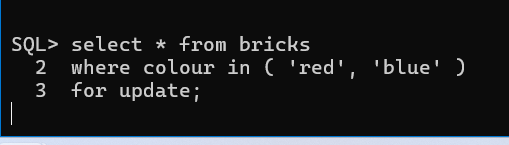 SQL> select * from bricks
2 where colour in ( 'red', 'blue' )
3 for update;